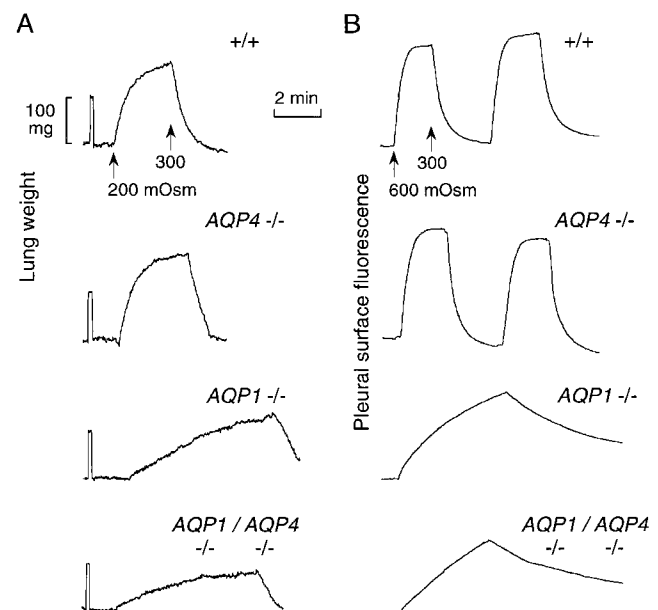 A
+/+
100
mg
2 min
300
200 mOsm
Lung weight
AQP4 -/-
AQP1 -/-
AQP1 / AQP4
-/- -/-
B
+/+
300
600 mOsm
Pleural surface fluorescence
AQP4 -/-
AQP1 -/-
AQP1 / AQP4
-/- -/-